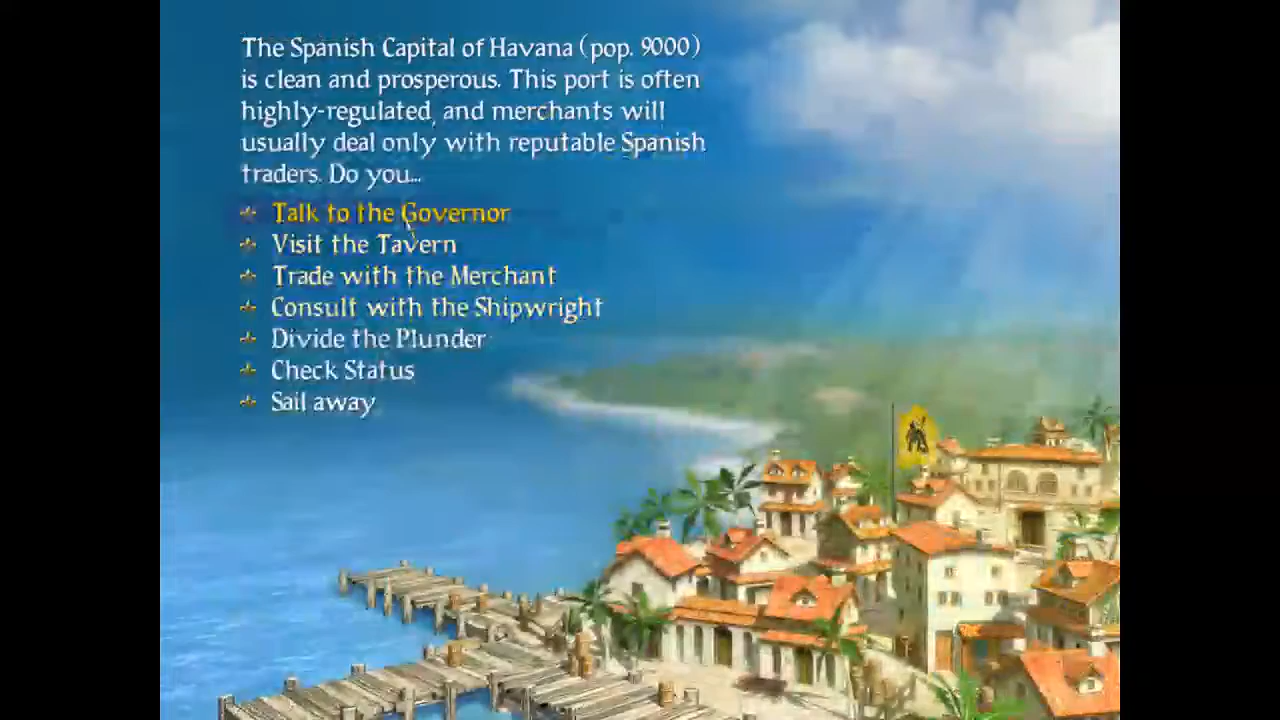 The Spanish Capital of Havana (pop. 9000)
is clean and prosperous. This port is often
highly-regulated, and merchants will
usually deal only with reputable Spanish
traders. Do you...
Talk to the Governor
Visit the Tavern
Trade with the Merchant
Consult with the Shipwright
Divide the Plunder
Check Status
Sail away